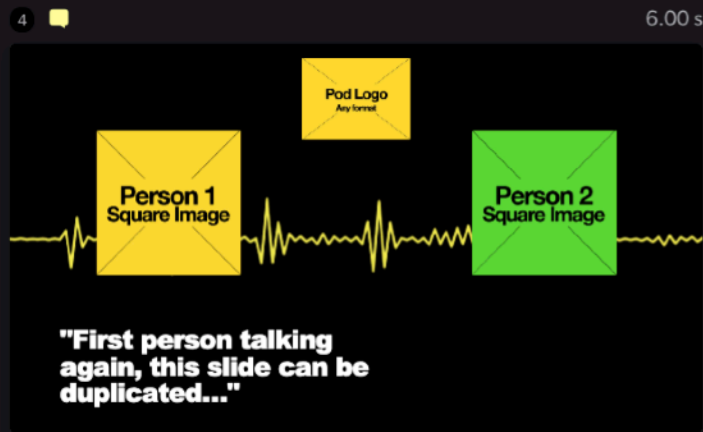 4
6.00 s
Pod Logo
Any format
Person 1
Square Image
Person 2
Square Image
"First person talking
again, this slide can be
duplicated..."